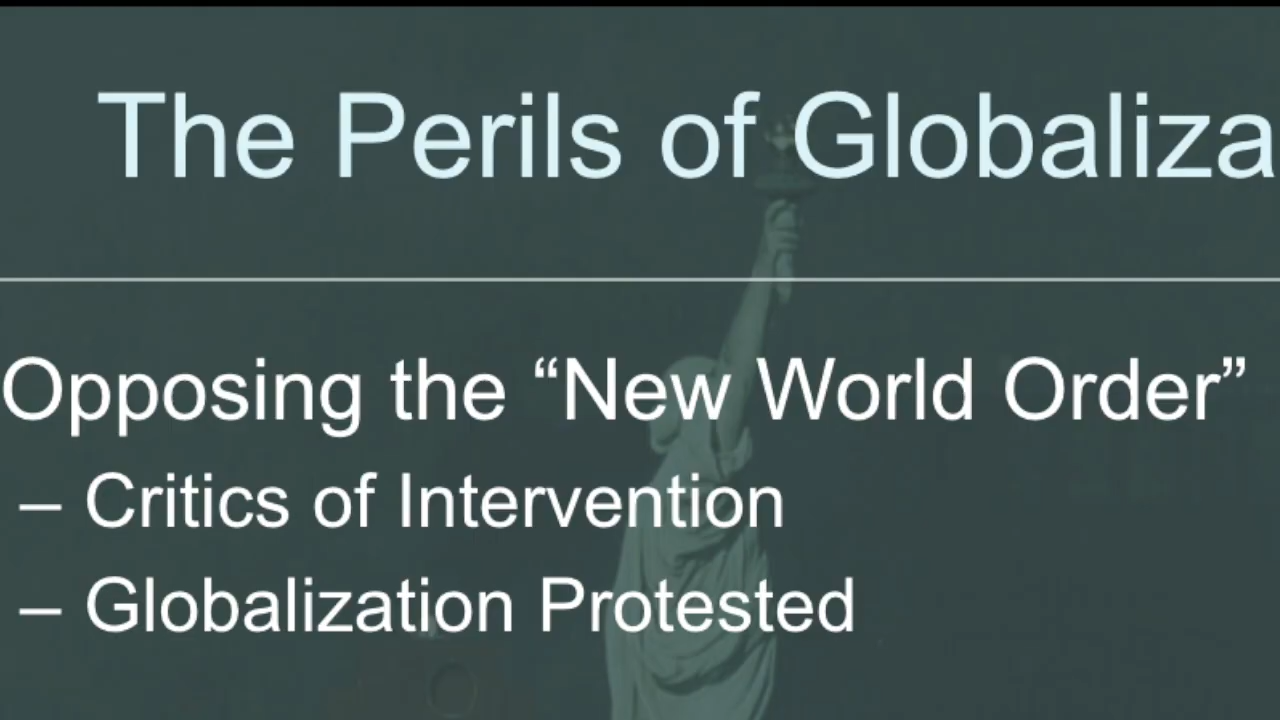 The Perils of Globaliza
Opposing the “New World Order”
– Critics of Intervention
– Globalization Protested